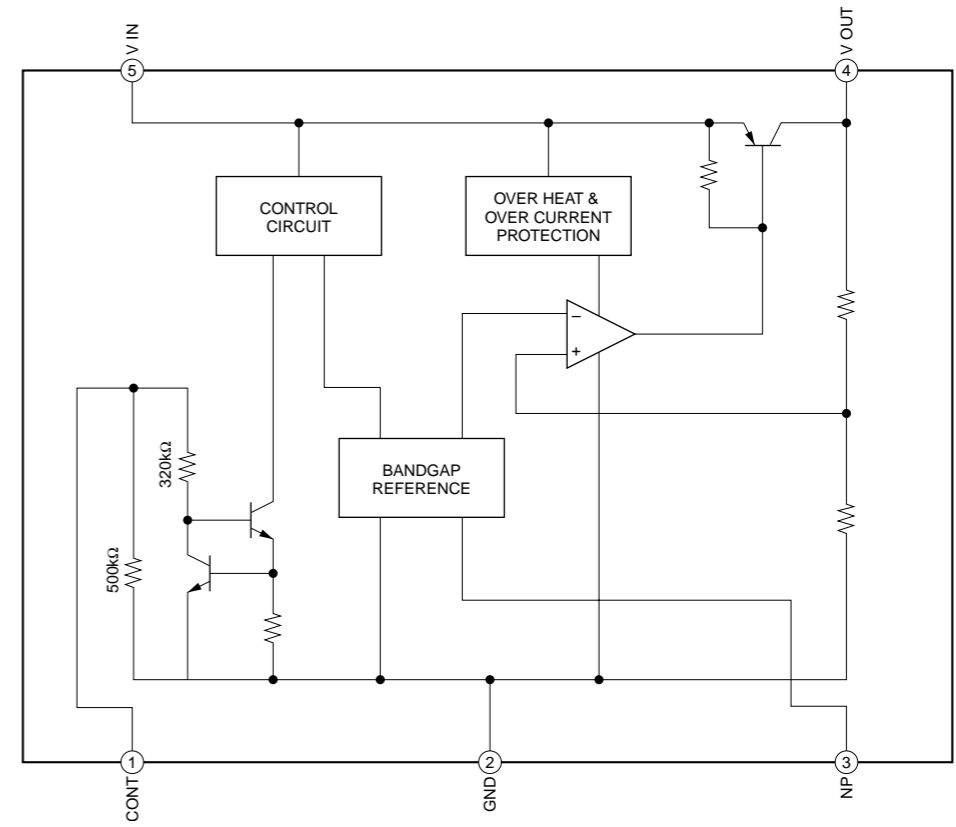 V IN
V OUT
5
4
CONTROL
CIRCUIT
OVER HEAT &
OVER CURRENT
PROTECTION
−
+
320kΩ
BANDGAP
REFERENCE
500kΩ
1
2
3
CONT
GND
NP